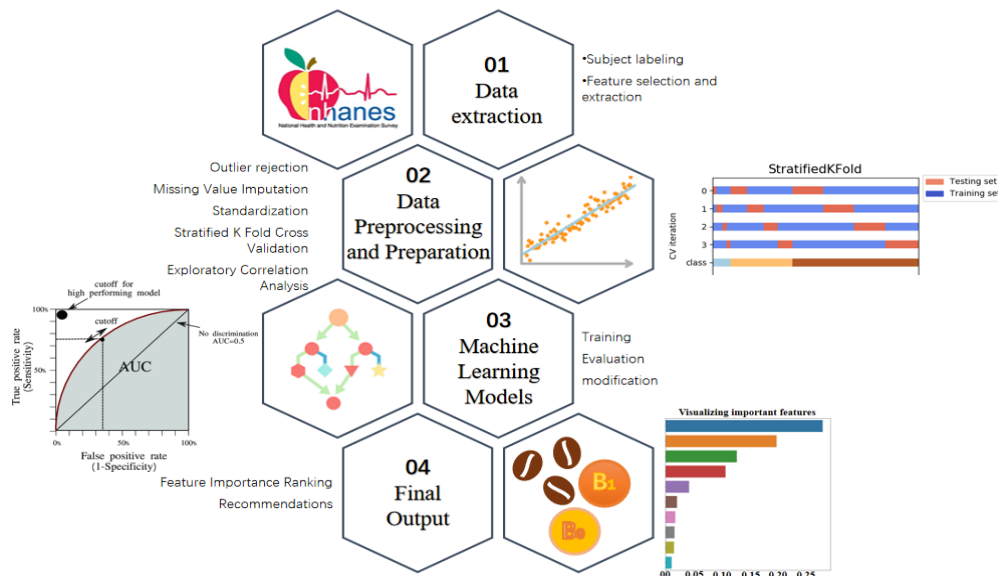 nhanes
National Health and Nutrition Examination Survey
01
Data
extraction
•Subject labeling
•Feature selection and
extraction
Outlier rejection
Missing Value Imputation
Standardization
Stratified K Fold Cross
Validation
Exploratory Correlation
Analysis
02
Data
Preprocessing
and Preparation
StratifiedKFold
Testing set
Training set
CV iteration
0
1
2
3
class
cutoff for
high performing model
cutoff
No discrimination
AUC=0.5
AUC
True positive rate
(Sensitivity)
100%
50%
0%
50%
100%
False positive rate
(1-Specificity)
03
Machine
Learning
Models
Training
Evaluation
modification
04
Final
Output
Feature Importance Ranking
Recommendations
B1
Visualizing important features
0.05
0.10
0.15
0.20
0.25